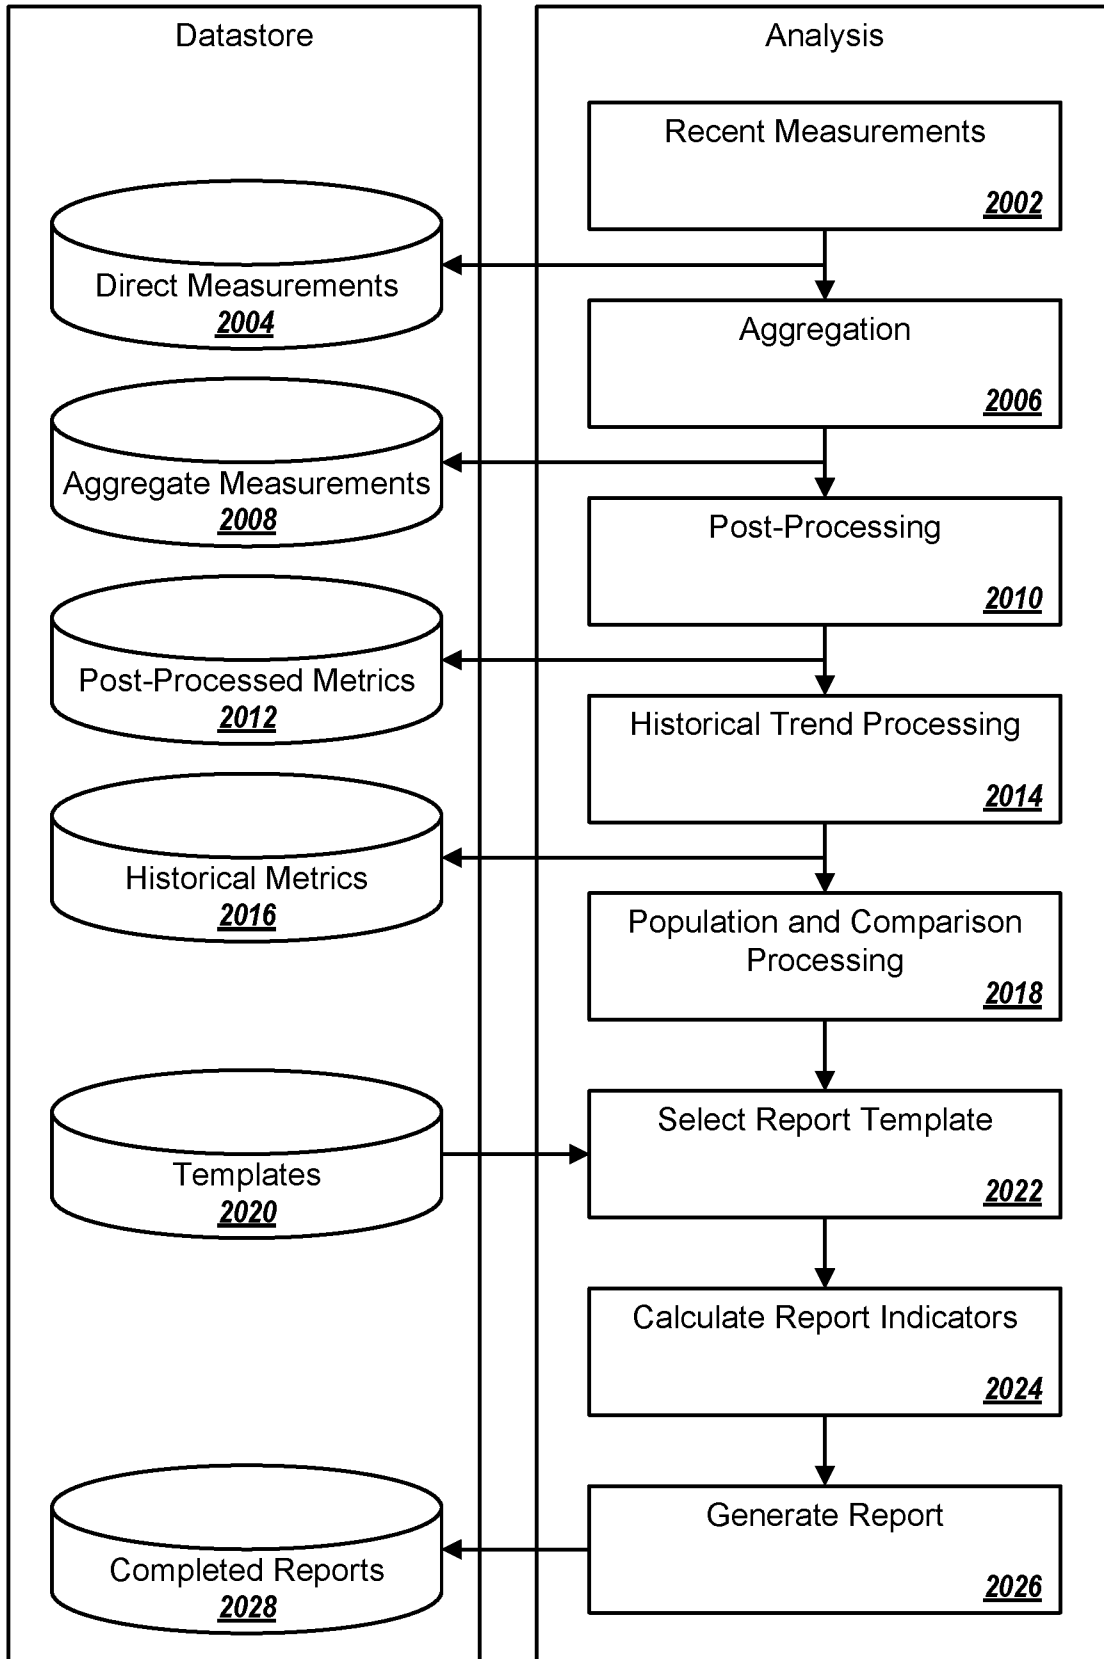 Datastore
Analysis
Recent Measurements
2002
Direct Measurements
2004
Aggregation
2006
Aggregate Measurements
2008
Post-Processing
2010
Post-Processed Metrics
2012
Historical Trend Processing
2014
Historical Metrics
2016
Population and Comparison
Processing
2018
Templates
2020
Select Report Template
2022
Calculate Report Indicators
2024
Generate Report
2026
Completed Reports
2028